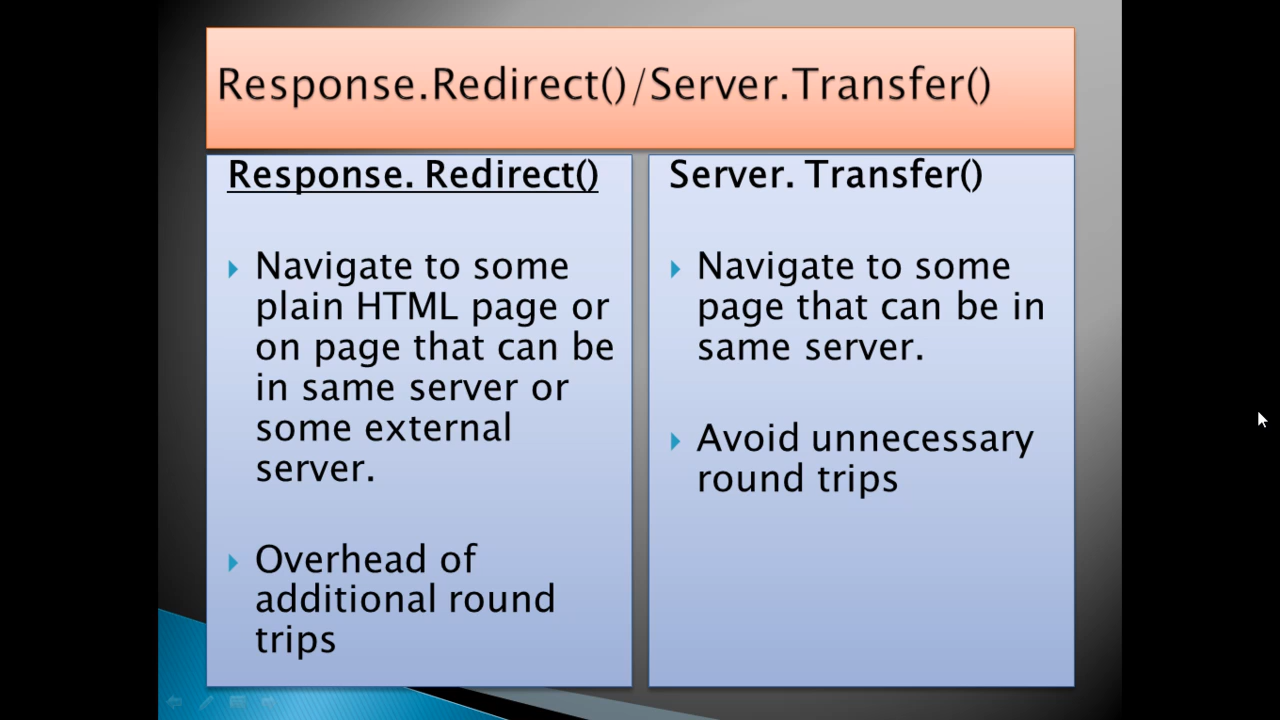 Response.Redirect()/Server.Transfer()
Response. Redirect()
Navigate to some
plain HTML page or
on page that can be
in same server or
some external
server.
Overhead of
additional round
trips
Server. Transfer()
Navigate to some
page that can be in
same server.
Avoid unnecessary
round trips